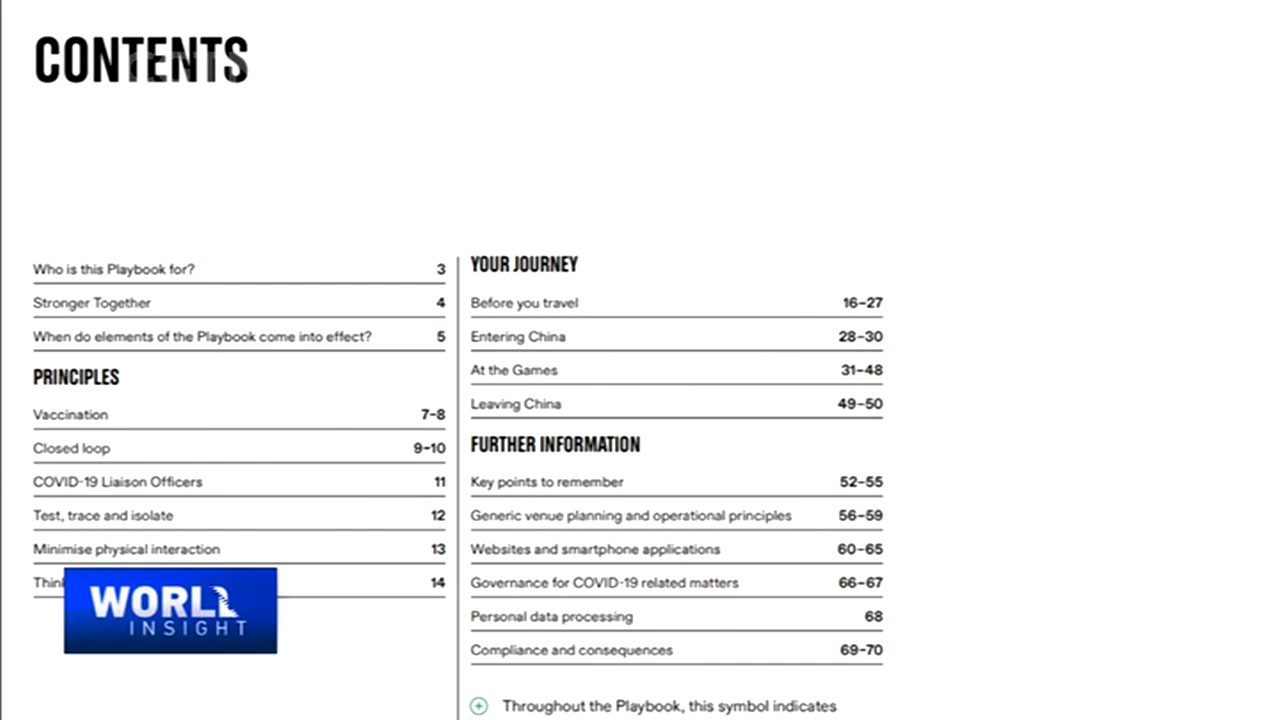 CONTENTS
Who is this Playbook for? 3
Stronger Together 4
When do elements of the Playbook come into effect? 5
PRINCIPLES
Vaccination 7-8
Closed loop 9-10
COVID-19 Liaison Officers 11
Test, trace and isolate 12
Minimise physical interaction 13
Thin 14
WORLD
INSIGHT
YOUR JOURNEY
Before you travel 16-27
Entering China 28-30
At the Games 31-48
Leaving China 49-50
FURTHER INFORMATION
Key points to remember 52-55
Generic venue planning and operational principles 56-59
Websites and smartphone applications 60-65
Governance for COVID-19 related matters 66-67
Personal data processing 68
Compliance and consequences 69-70
Throughout the Playbook, this symbol indicates